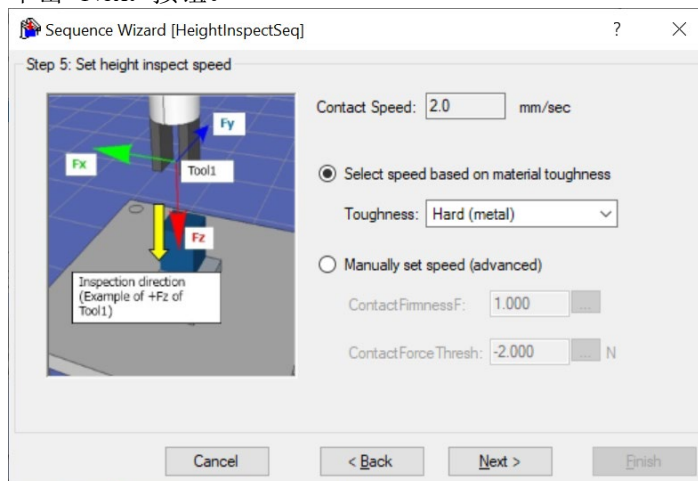 Sequence Wizard [HeightInspectSeq] ?
Step 5: Set height inspect speed
Contact Speed: 2.0 mm/sec
Fy
Fx
Tool1
Select speed based on material toughness
Toughness: Hard (metal)
Fz
Manually set speed (advanced)
Inspection direction
(Example of +Fz of
Tool1)
ContactFirmnessF: 1.000 ...
ContactForceThresh: -2.000 ... N
Cancel < Back Next > Finish